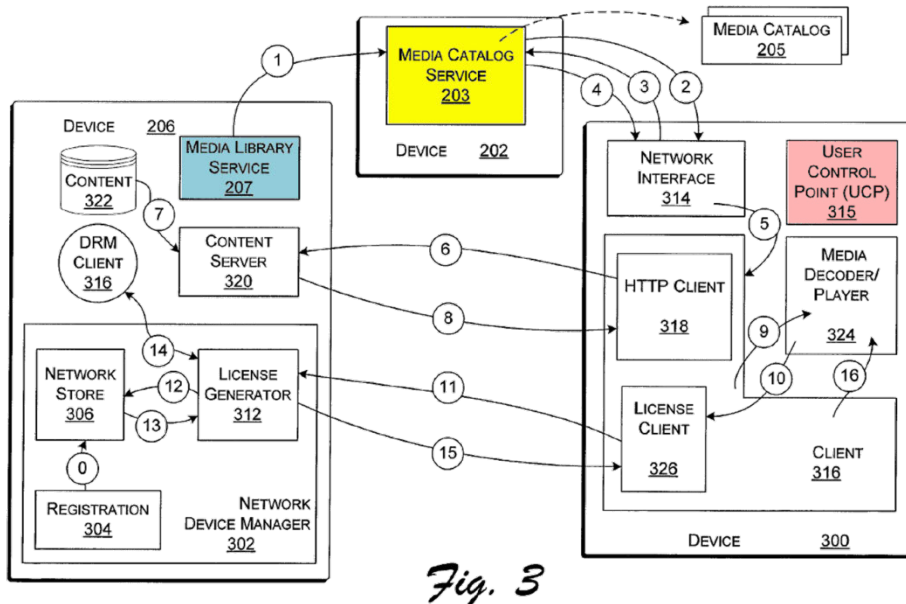 MEDIA CATALOG
205
MEDIA CATALOG
SERVICE
203
DEVICE 202
1
4
3
2
DEVICE 206
MEDIA LIBRARY
SERVICE
207
CONTENT
322
7
DRM
CLIENT
316
CONTENT
SERVER
320
14
NETWORK
STORE
306
12
13
LICENSE
GENERATOR
312
0
REGISTRATION
304
NETWORK
DEVICE MANAGER
302
6
8
11
15
NETWORK
INTERFACE
314
USER
CONTROL
POINT (UCP)
315
5
HTTP CLIENT
318
MEDIA
DECODER/
PLAYER
324
9
10
16
LICENSE
CLIENT
326
CLIENT
316
DEVICE 300
Fig. 3